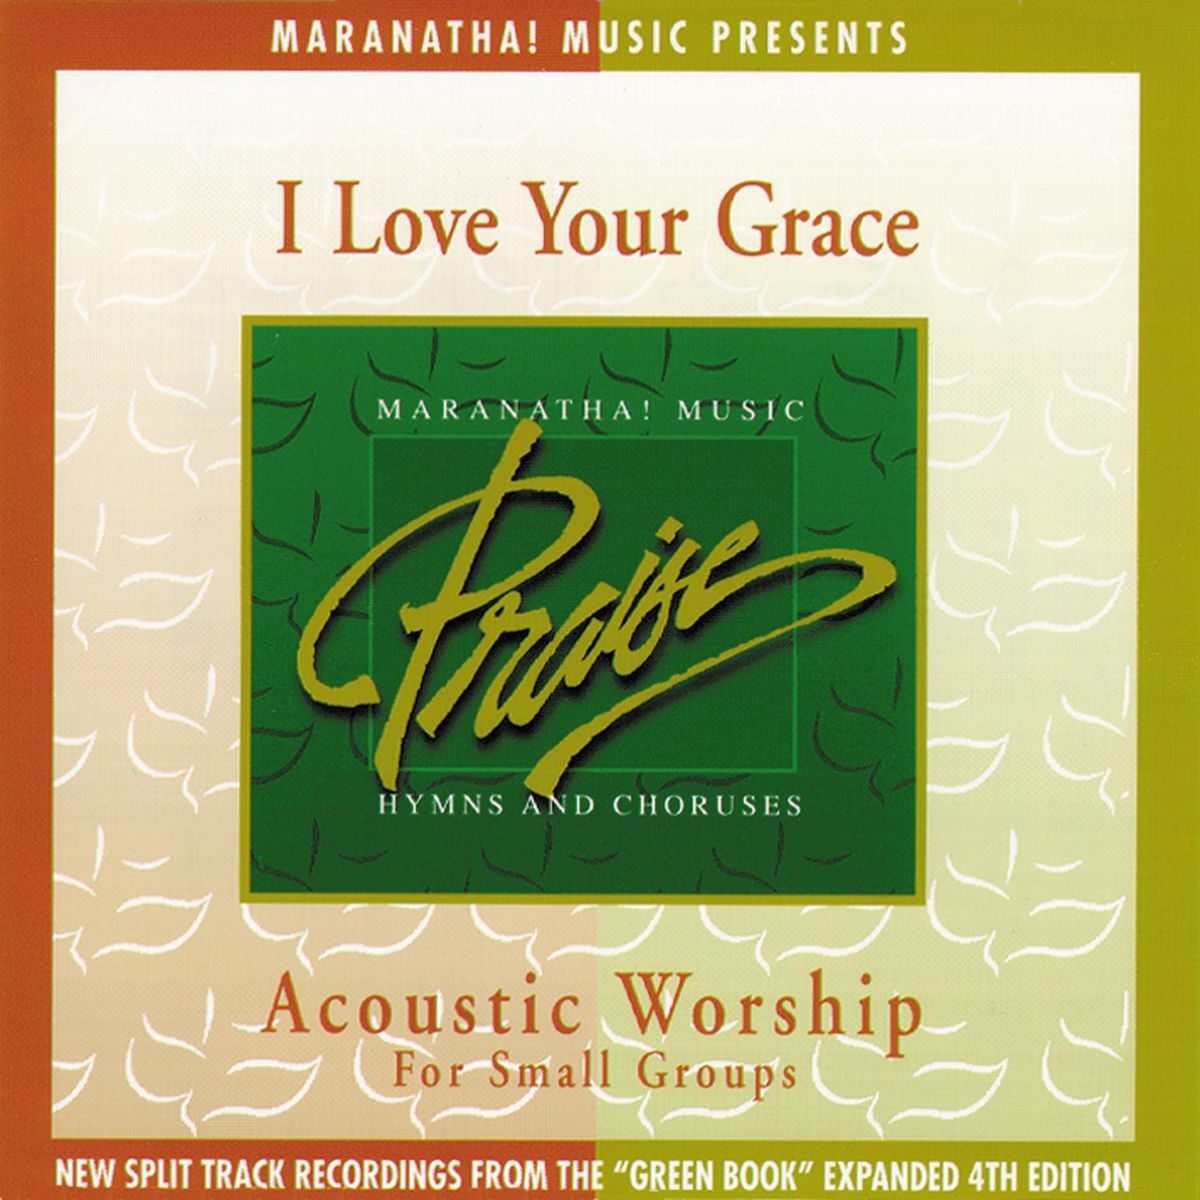 MARANATHA! MUSIC PRESENTS
I Love Your Grace
MARANATHA! MUSIC
Praise
HYMNS AND CHORUSES
Acoustic Worship
For Small Groups
NEW SPLIT TRACK RECORDINGS FROM THE "GREEN BOOK" EXPANDED 4TH EDITION